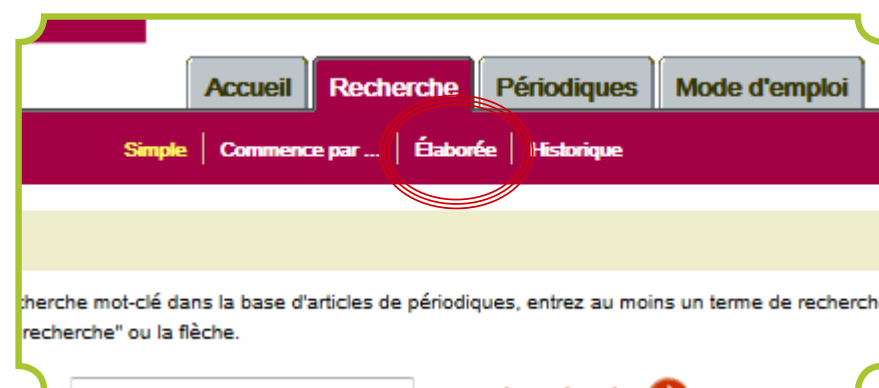 Accueil Recherche Périodiques Mode d'emploi
Simple Commence par ... Élaborée Historique
cherche mot-clé dans la base d'articles de périodiques, entrez au moins un terme de recherch
recherche" ou la flèche.